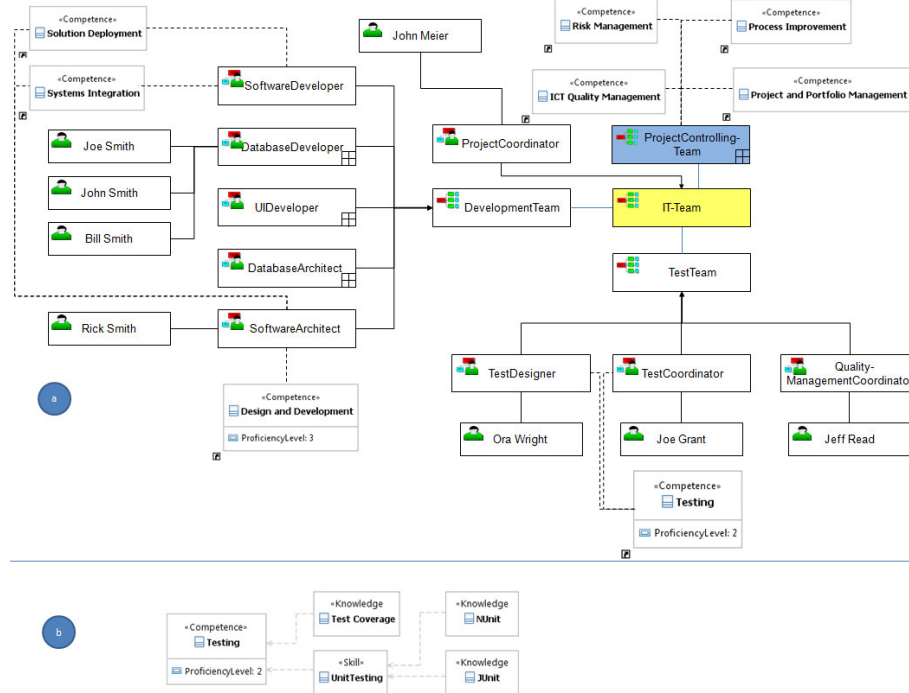 «Competence»
Solution Deployment
«Competence»
Systems Integration
John Meier
«Competence»
Risk Management
«Competence»
Process Improvement
«Competence»
ICT Quality Management
«Competence»
Project and Portfolio Management
SoftwareDeveloper
Joe Smith
DatabaseDeveloper
ProjectCoordinator
ProjectControlling-
Team
John Smith
UIDeveloper
DevelopmentTeam
IT-Team
Bill Smith
DatabaseArchitect
TestTeam
Rick Smith
SoftwareArchitect
TestDesigner
TestCoordinator
Quality-
ManagementCoordinato
a
«Competence»
Design and Development
ProficiencyLevel: 3
Ora Wright
Joe Grant
Jeff Read
«Competence»
Testing
ProficiencyLevel: 2
b
«Competence»
Testing
ProficiencyLevel: 2
«Knowledge
Test Coverage
«Knowledge
NUnit
«Skill»
UnitTesting
«Knowledge
JUnit